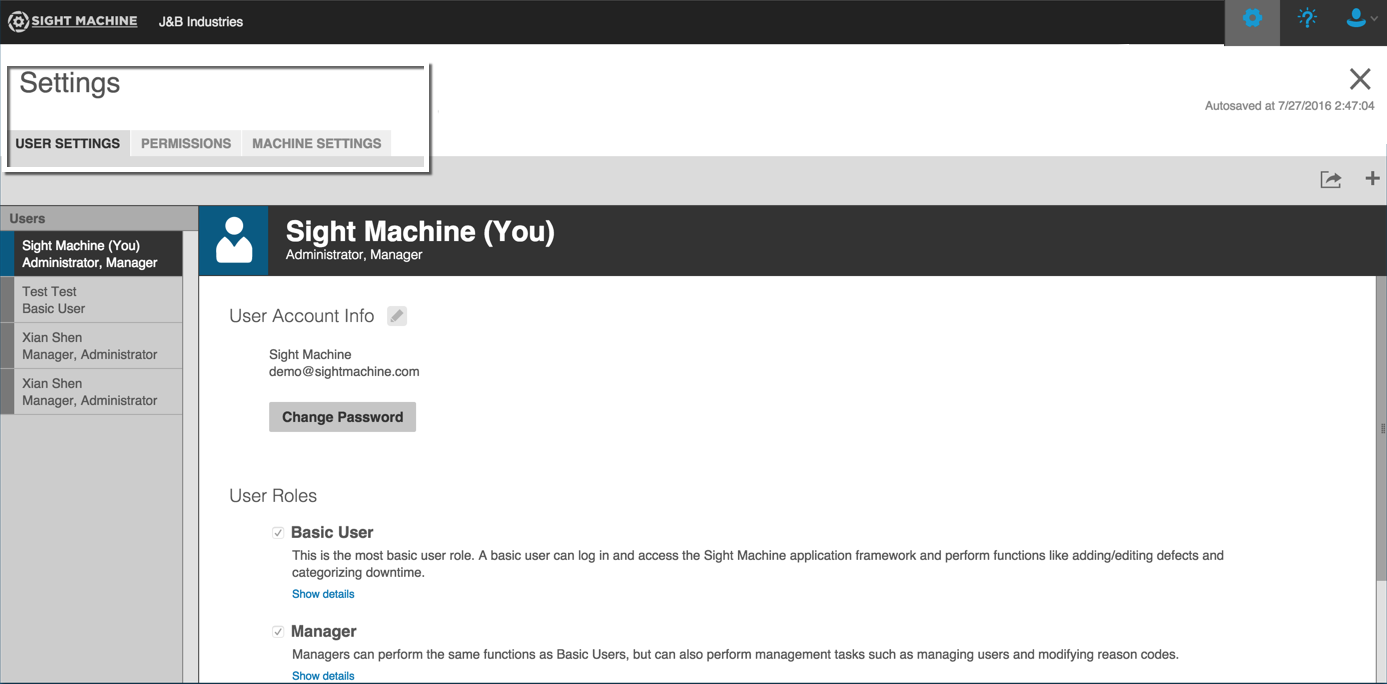 SIGHT MACHINE J&B Industries
Settings
Autosaved at 7/27/2016 2:47:04
USER SETTINGS PERMISSIONS MACHINE SETTINGS
Users
Sight Machine (You)
Administrator, Manager
Test Test
Basic User
Xian Shen
Manager, Administrator
Xian Shen
Manager, Administrator
Sight Machine (You)
Administrator, Manager
User Account Info
Sight Machine
demo@sightmachine.com
Change Password
User Roles
Basic User
This is the most basic user role. A basic user can log in and access the Sight Machine application framework and perform functions like adding/editing defects and
categorizing downtime.
Show details
Manager
Managers can perform the same functions as Basic Users, but can also perform management tasks such as managing users and modifying reason codes.
Show details